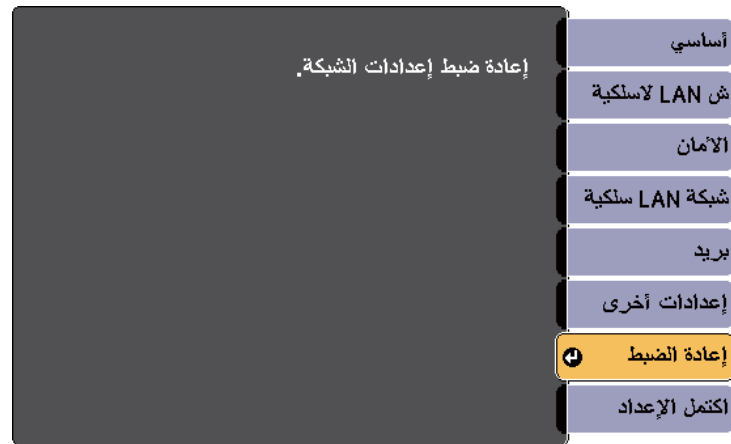 أساسي
ش LAN لاسلكية
الأمان
شبكة LAN سلكية
بريد
إعدادات أخرى
إعادة الضبط
اكتمل الإعداد
إعادة ضبط إعدادات الشبكة.